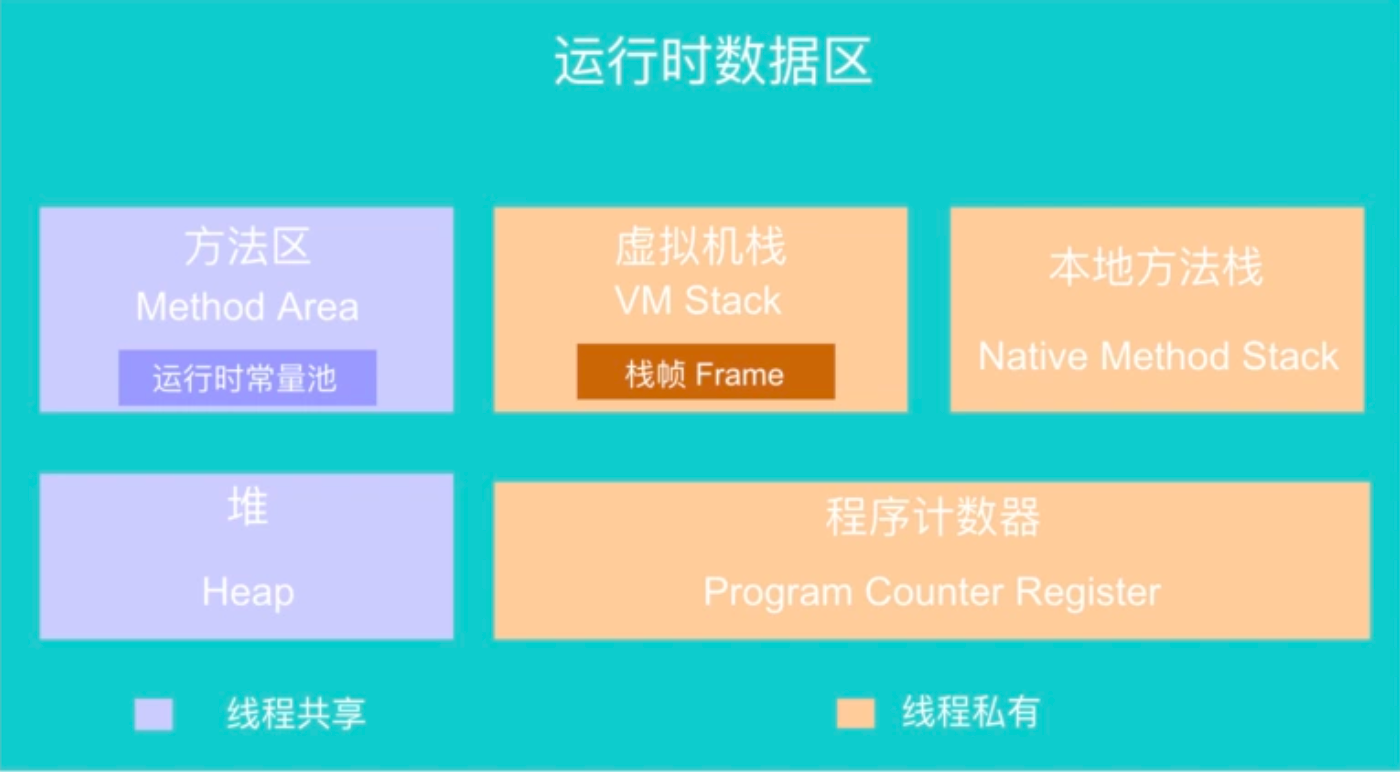 运行时数据区
方法区
Method Area
运行时常量池
虚拟机栈
VM Stack
栈帧 Frame
本地方法栈
Native Method Stack
堆
Heap
程序计数器
Program Counter Register
线程共享
线程私有